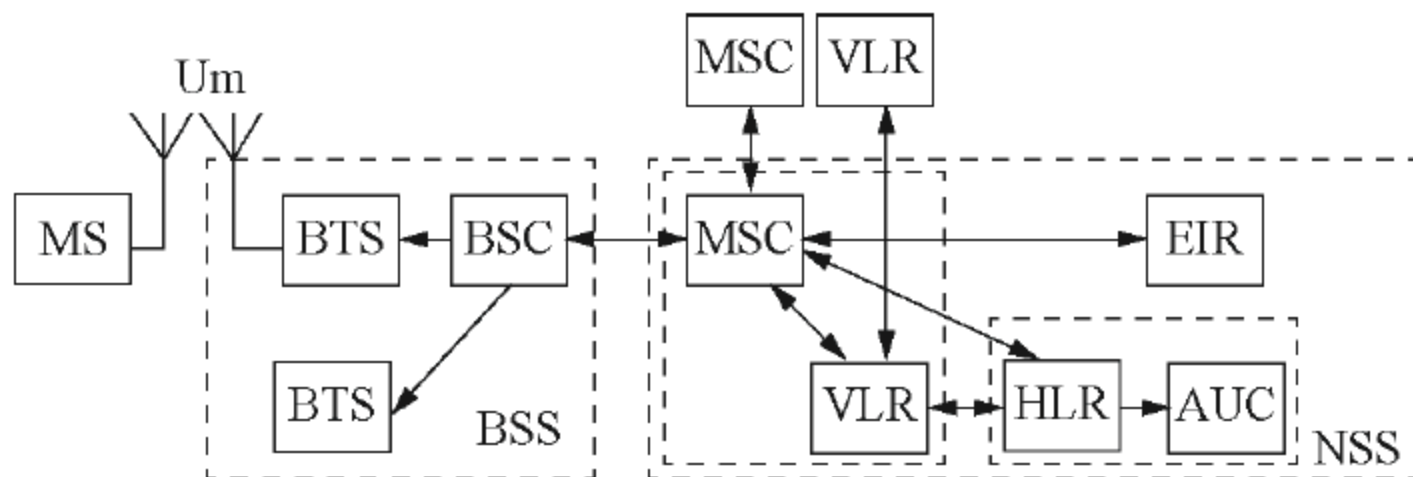 MSC VLR
Um
MS BTS BSC MSC EIR
BTS VLR HLR AUC
BSS NSS